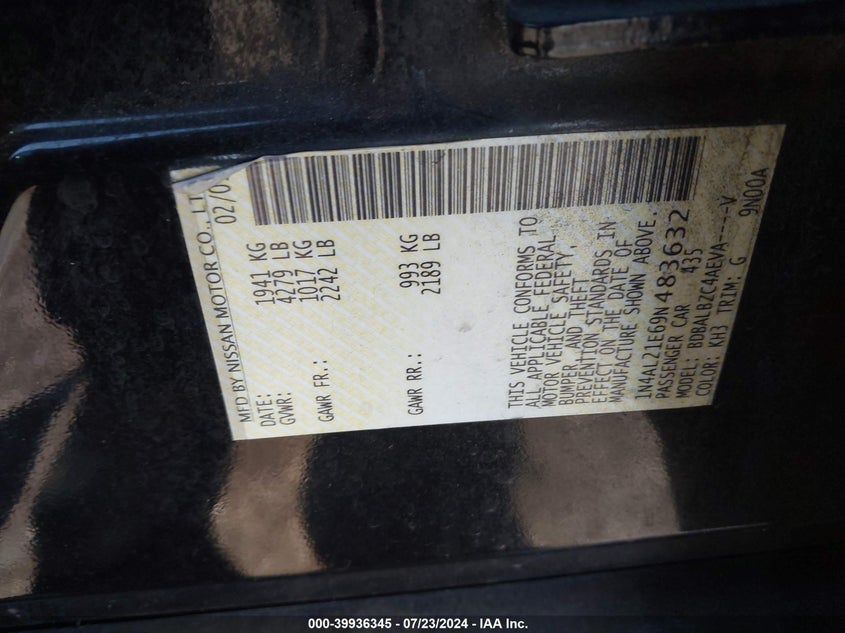 MFD BY NISSAN MOTOR CO., LT
DATE: 02/0
GVWR: 1941 KG
4279 LB
GAWR FR.: 1017 KG
2242 LB
GAWR RR.: 993 KG
2189 LB
THIS VEHICLE CONFORMS TO
ALL APPLICABLE FEDERAL
MOTOR VEHICLE SAFETY,
BUMPER, AND THEFT
PREVENTION STANDARDS IN
EFFECT ON THE DATE OF
MANUFACTURE SHOWN ABOVE.
1N4AL21E69N483632
PASSENGER CAR 435
MODEL: BDBALBZC4AEVA----V
COLOR: KH3 TRIM: G 9N00A
000-39936345 / 07/23/2024 - IAA Inc.